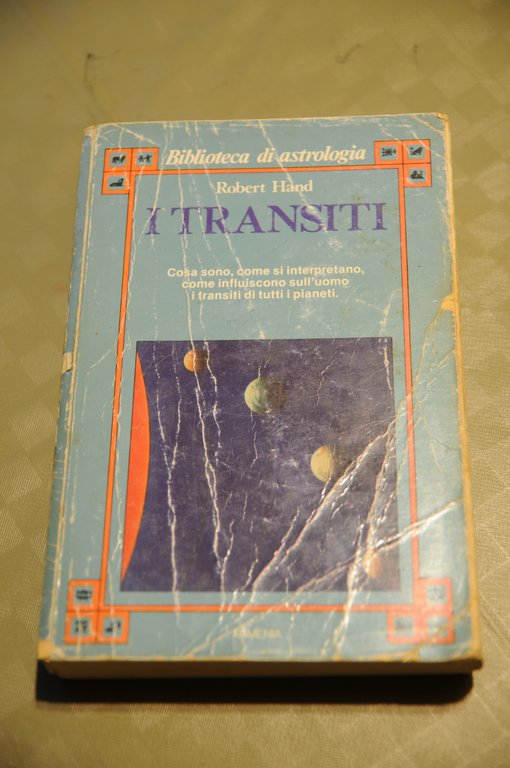 Biblioteca di astrologia
Robert Hand
I TRANSITI
Cosa sono, come si interpretano,
come influiscono sull'uomo
i transiti di tutti i pianeti.
ARMENIA